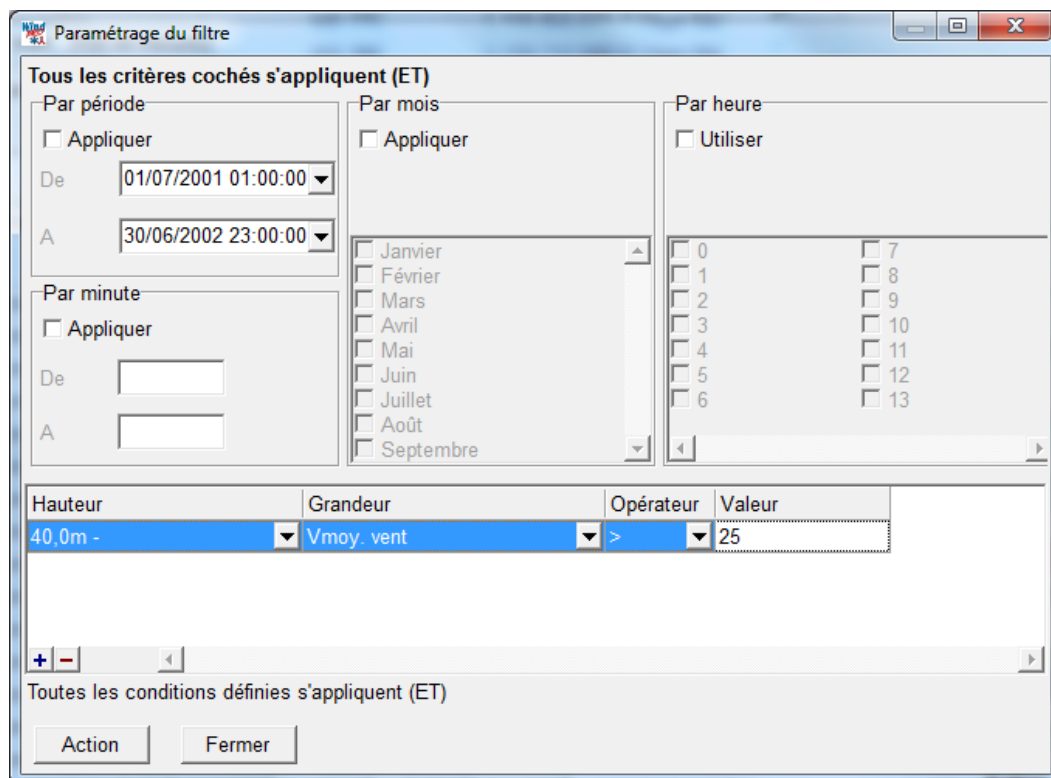 Wind
Paramétrage du filtre
Tous les critères cochés s'appliquent (ET)
Par période
Appliquer
De 01/07/2001 01:00:00
A 30/06/2002 23:00:00
Par minute
Appliquer
De
A
Par mois
Appliquer
Janvier
Février
Mars
Avril
Mai
Juin
Juillet
Août
Septembre
Par heure
Utiliser
0 7
1 8
2 9
3 10
4 11
5 12
6 13
Hauteur Grandeur Opérateur Valeur
40,0m - Vmoy. vent > 25
Toutes les conditions définies s'appliquent (ET)
Action Fermer